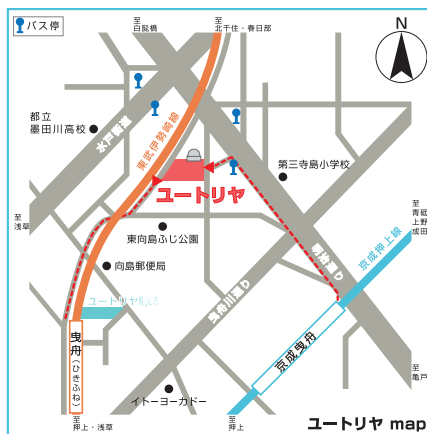 バス停
至
白髭橋
至
北千住・春日部
N
都立
墨田川高校
水戸街道
東武伊勢崎線
第三寺島小学校
ユートリヤ
至
浅草
至
青砥
上野
成田
東向島ふじ公園
明治通り
京成押上線
向島郵便局
曳舟川通り
ユートリヤ別館
曳舟
(ひきふね)
京成曳舟
至
亀戸
イトーヨーカドー
至
押上・浅草
至
押上
ユートリヤ map